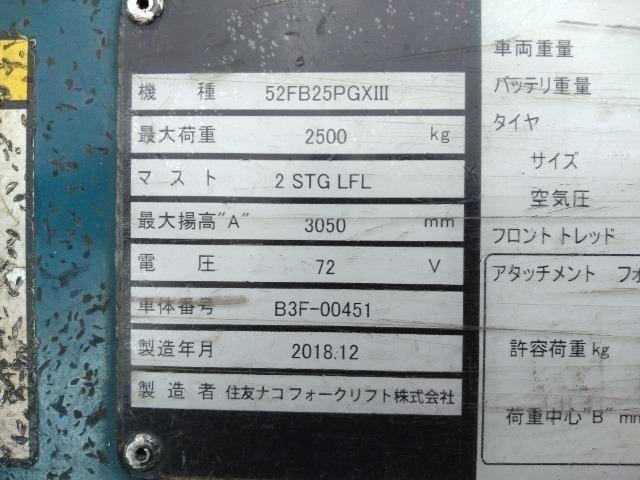 機 種 52FB25PGXIII
最大荷重 2500 kg
マ ス ト 2 STG LFL
最大揚高"A" 3050 mm
電 圧 72 V
車体番号 B3F-00451
製造年月 2018.12
製 造 者 住友ナコ フォークリフト株式会社
車両重量
バッテリ重量
タイヤ
サイズ
空気圧
フロント トレッド
アタッチメント フォ
許容荷重 kg
荷重中心"B" mm